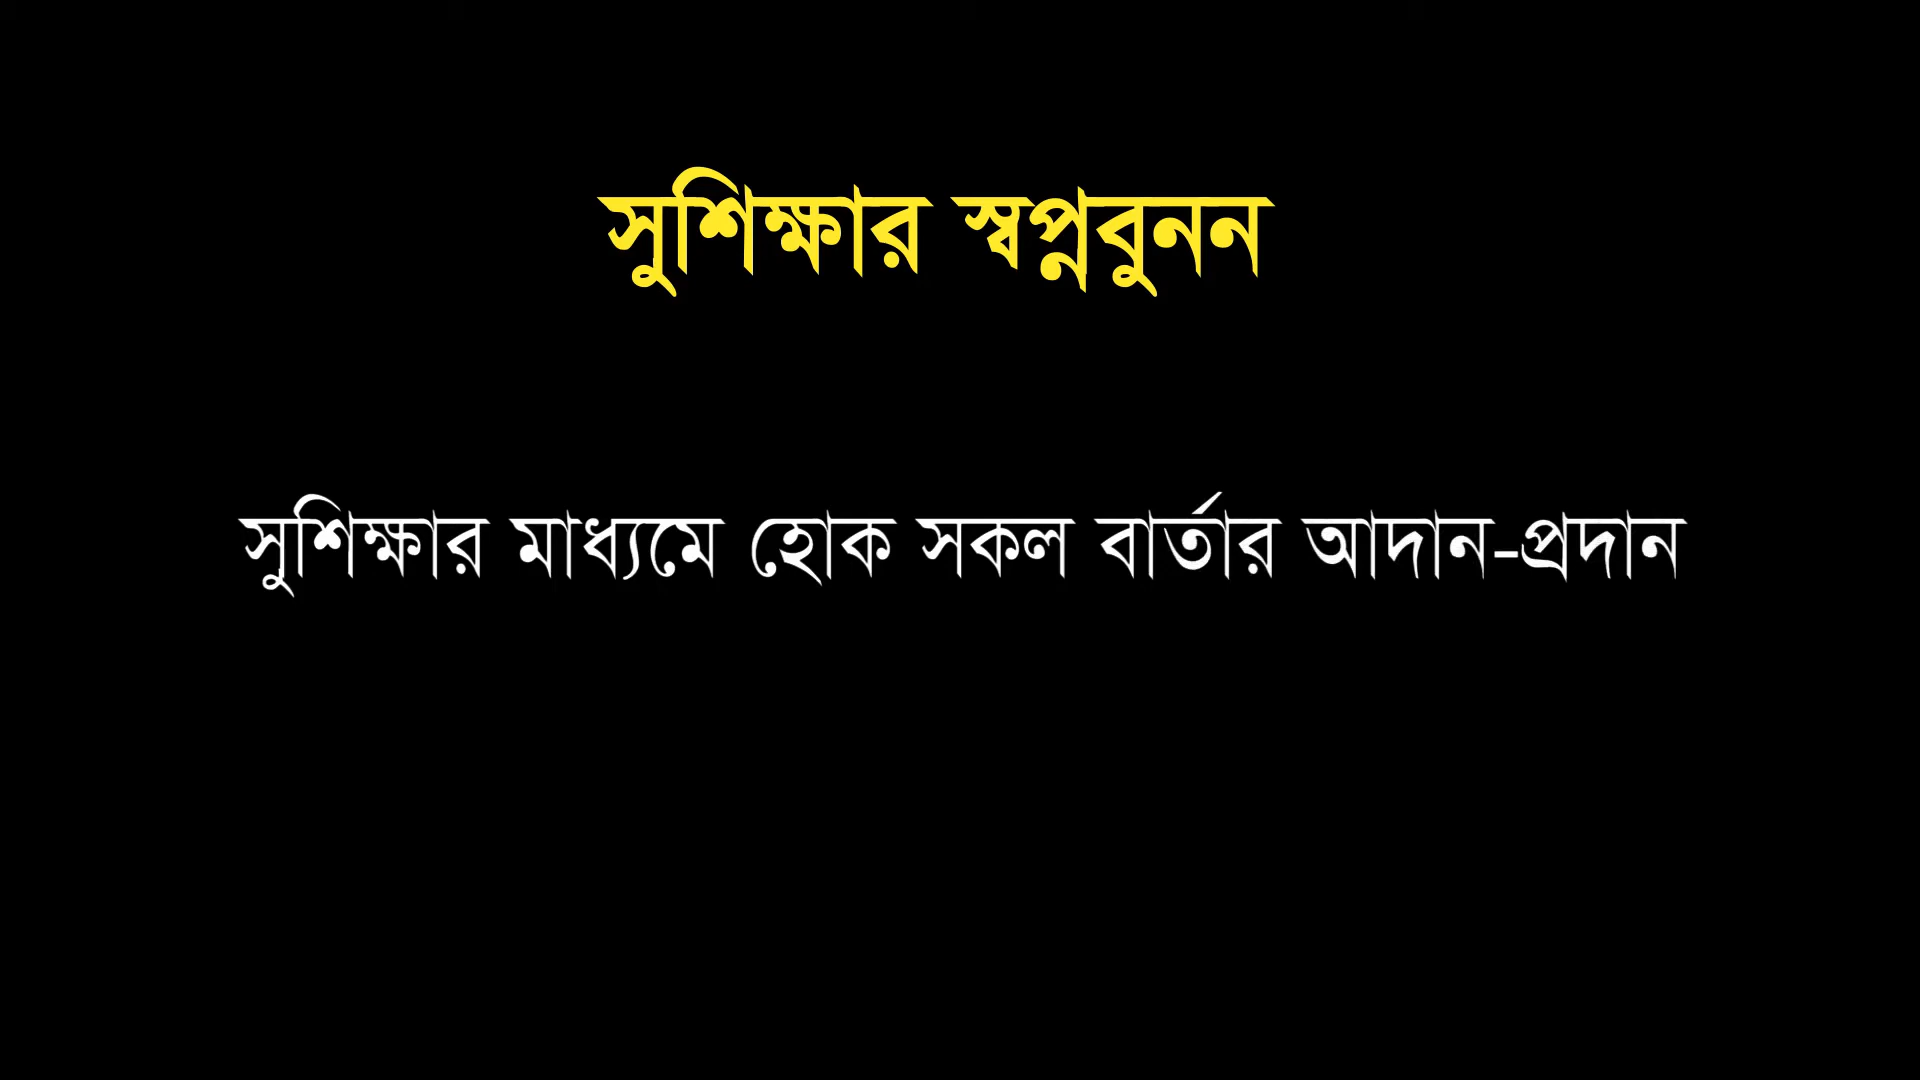 সুশিক্ষার স্বপ্নবুনন
সুশিক্ষার মাধ্যমে হোক সকল বার্তার আদান-প্রদান